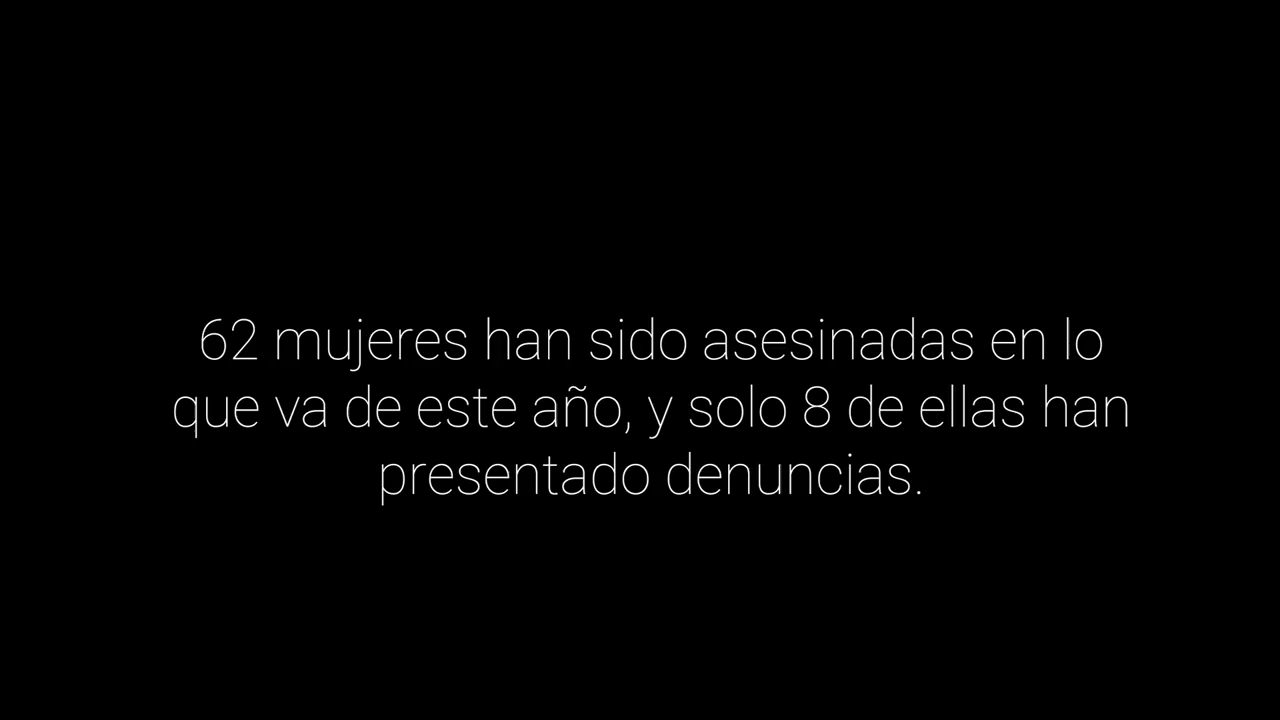 62 mujeres han sido asesinadas en lo
que va de este año, y solo 8 de ellas han
presentado denuncias.